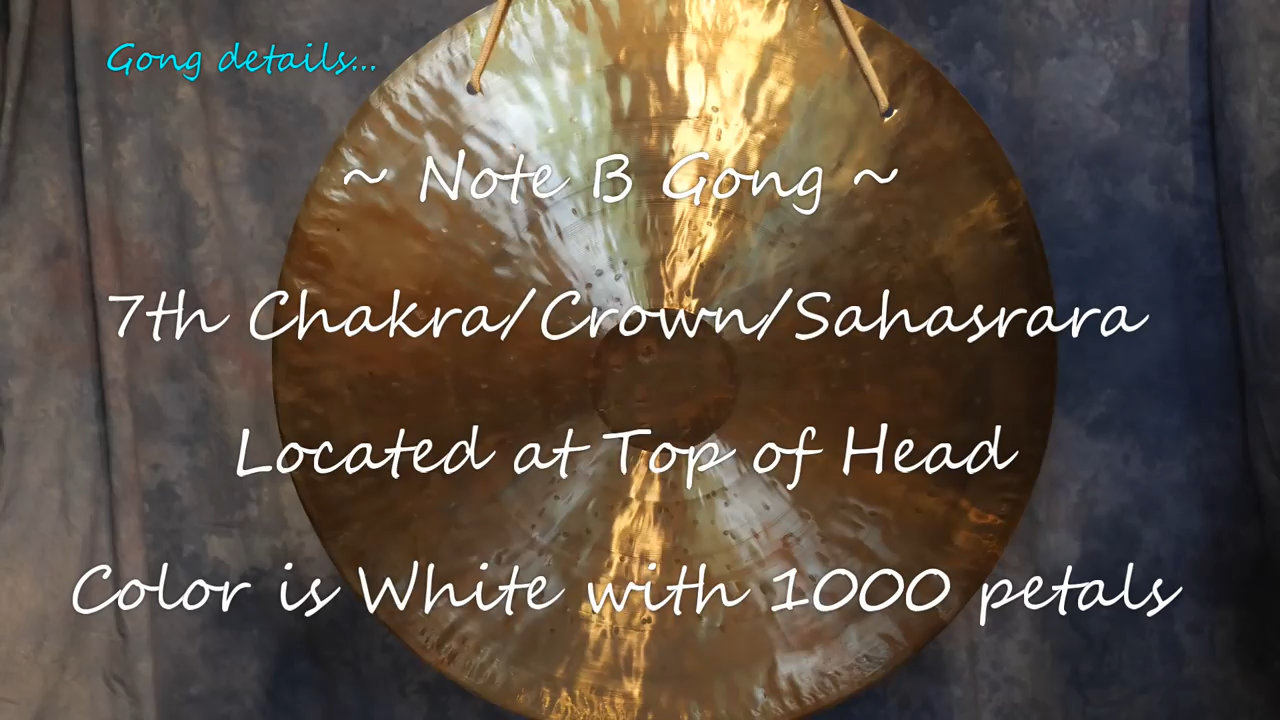 Gong details...
~ Note B Gong ~
7th Chakra/Crown/Sahasrara
Located at Top of Head
Color is White with 1000 petals